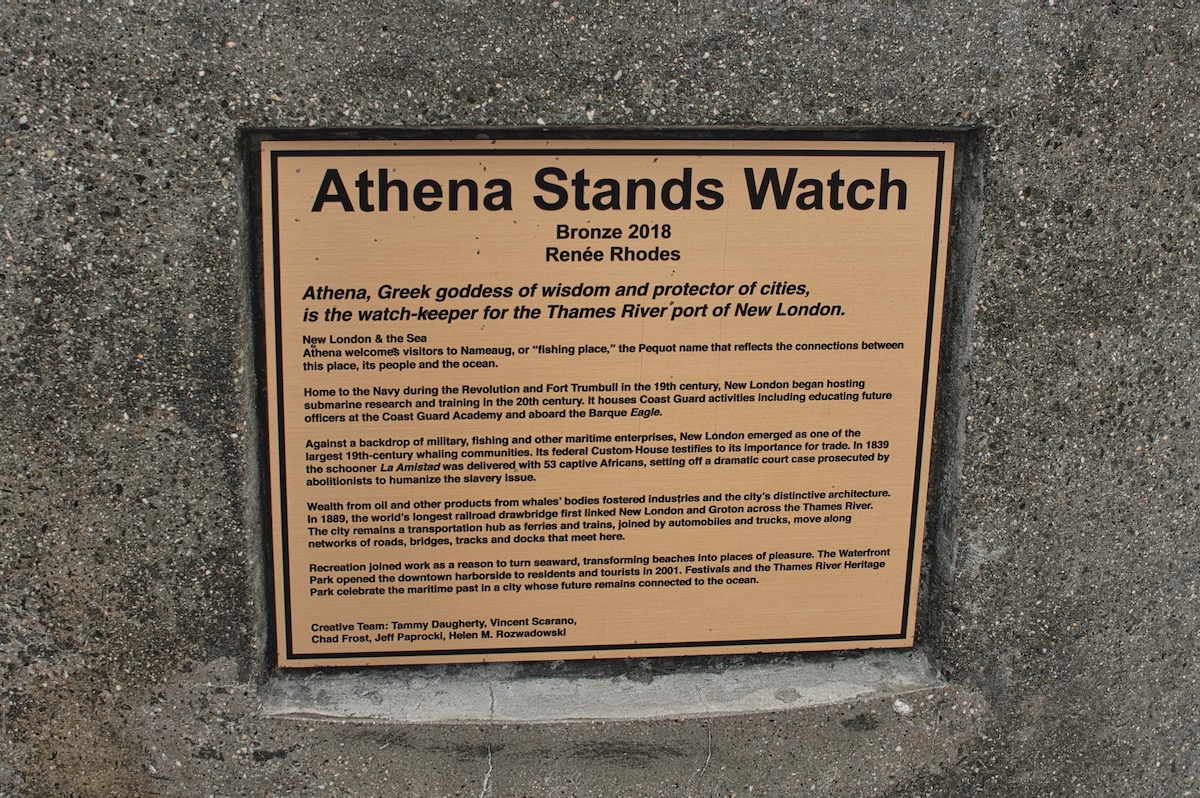 Athena Stands Watch
Bronze 2018
Renée Rhodes
Athena, Greek goddess of wisdom and protector of cities,
is the watch-keeper for the Thames River port of New London.
New London & the Sea
Athena welcomes visitors to Nameaug, or “fishing place,” the Pequot name that reflects the connections between
this place, its people and the ocean.
Home to the Navy during the Revolution and Fort Trumbull in the 19th century, New London began hosting
submarine research and training in the 20th century. It houses Coast Guard activities including educating future
officers at the Coast Guard Academy and aboard the Barque Eagle.
Against a backdrop of military, fishing and other maritime enterprises, New London emerged as one of the
largest 19th-century whaling communities. Its federal Custom House testifies to its importance for trade. In 1839
the schooner La Amistad was delivered with 53 captive Africans, setting off a dramatic court case prosecuted by
abolitionists to humanize the slavery issue.
Wealth from oil and other products from whales’ bodies fostered industries and the city’s distinctive architecture.
In 1889, the world’s longest railroad drawbridge first linked New London and Groton across the Thames River.
The city remains a transportation hub as ferries and trains, joined by automobiles and trucks, move along
networks of roads, bridges, tracks and docks that meet here.
Recreation joined work as a reason to turn seaward, transforming beaches into places of pleasure. The Waterfront
Park opened the downtown harborside to residents and tourists in 2001. Festivals and the Thames River Heritage
Park celebrate the maritime past in a city whose future remains connected to the ocean.
Creative Team: Tammy Daugherty, Vincent Scarano,
Chad Frost, Jeff Paprocki, Helen M. Rozwadowski